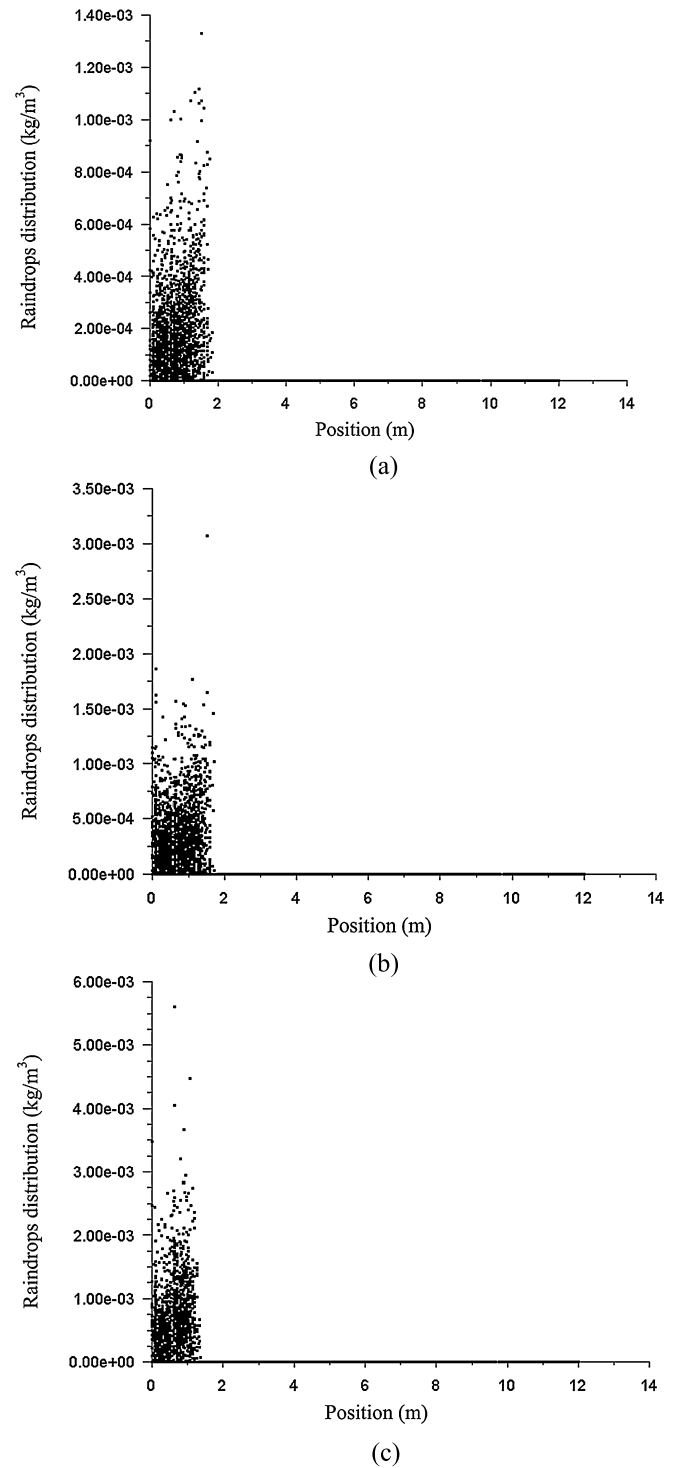 1.40e-03
1.20e-03
1.00e-03
8.00e-04
6.00e-04
4.00e-04
2.00e-04
0.00e+00
Raindrops distribution (kg/m³)
0 2 4 6 8 10 12 14
Position (m)
(a)
3.50e-03
3.00e-03
2.50e-03
2.00e-03
1.50e-03
1.00e-03
5.00e-04
0.00e+00
Raindrops distribution (kg/m³)
0 2 4 6 8 10 12 14
Position (m)
(b)
6.00e-03
5.00e-03
4.00e-03
3.00e-03
2.00e-03
1.00e-03
0.00e+00
Raindrops distribution (kg/m³)
0 2 4 6 8 10 12 14
Position (m)
(c)